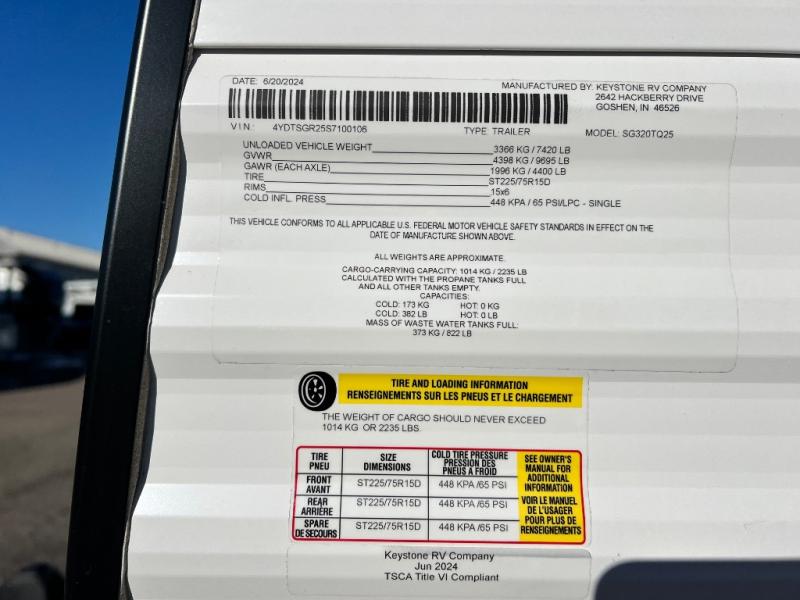 DATE: 6/20/2024
MANUFACTURED BY: KEYSTONE RV COMPANY
2642 HACKBERRY DRIVE
GOSHEN, IN 46526
VIN: 4YDTSGR25S7100106 TYPE: TRAILER MODEL: SG320TQ25
UNLOADED VEHICLE WEIGHT 3366 KG / 7420 LB
GVWR 4398 KG / 9695 LB
GAWR (EACH AXLE) 1996 KG / 4400 LB
TIRE ST225/75R15D
RIMS 15x6
COLD INFL. PRESS 448 KPA / 65 PSI/LPC - SINGLE
THIS VEHICLE CONFORMS TO ALL APPLICABLE U.S. FEDERAL MOTOR VEHICLE SAFETY STANDARDS IN EFFECT ON THE
DATE OF MANUFACTURE SHOWN ABOVE.
ALL WEIGHTS ARE APPROXIMATE.
CARGO-CARRYING CAPACITY: 1014 KG / 2235 LB
CALCULATED WITH THE PROPANE TANKS FULL
AND ALL OTHER TANKS EMPTY.
CAPACITIES:
COLD: 173 KG HOT: 0 KG
COLD: 382 LB HOT: 0 LB
MASS OF WASTE WATER TANKS FULL:
373 KG / 822 LB
TIRE AND LOADING INFORMATION
RENSEIGNEMENTS SUR LES PNEUS ET LE CHARGEMENT
THE WEIGHT OF CARGO SHOULD NEVER EXCEED
1014 KG OR 2235 LBS.
TIRE
PNEU
SIZE
DIMENSIONS
COLD TIRE PRESSURE
PRESSION DES
PNEUS A FROID
SEE OWNER'S
MANUAL FOR
ADDITIONAL
INFORMATION
FRONT
AVANT
ST225/75R15D
448 KPA /65 PSI
REAR
ARRIÈRE
ST225/75R15D
448 KPA /65 PSI
VOIR LE MANUEL
DE L'USAGER
POUR PLUS DE
RENSEIGNEMENTS
SPARE
DE SECOURS
ST225/75R15D
448 KPA /65 PSI
Keystone RV Company
Jun 2024
TSCA Title VI Compliant